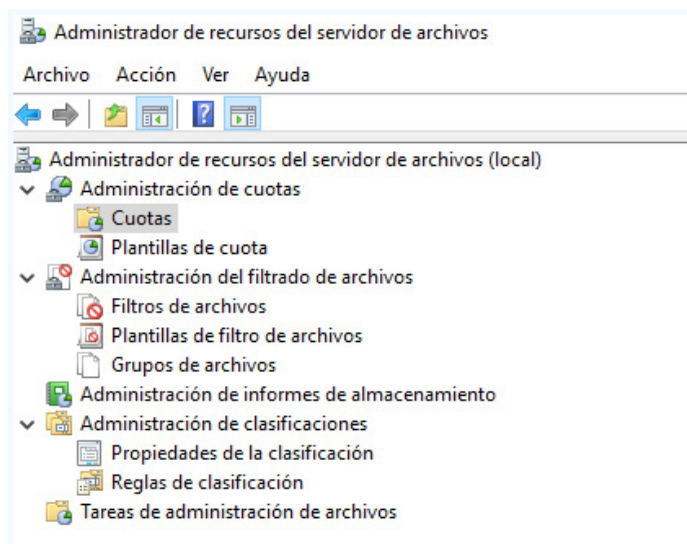 Administrador de recursos del servidor de archivos
Archivo Acción Ver Ayuda
Administrador de recursos del servidor de archivos (local)
Administración de cuotas
Cuotas
Plantillas de cuota
Administración del filtrado de archivos
Filtros de archivos
Plantillas de filtro de archivos
Grupos de archivos
Administración de informes de almacenamiento
Administración de clasificaciones
Propiedades de la clasificación
Reglas de clasificación
Tareas de administración de archivos